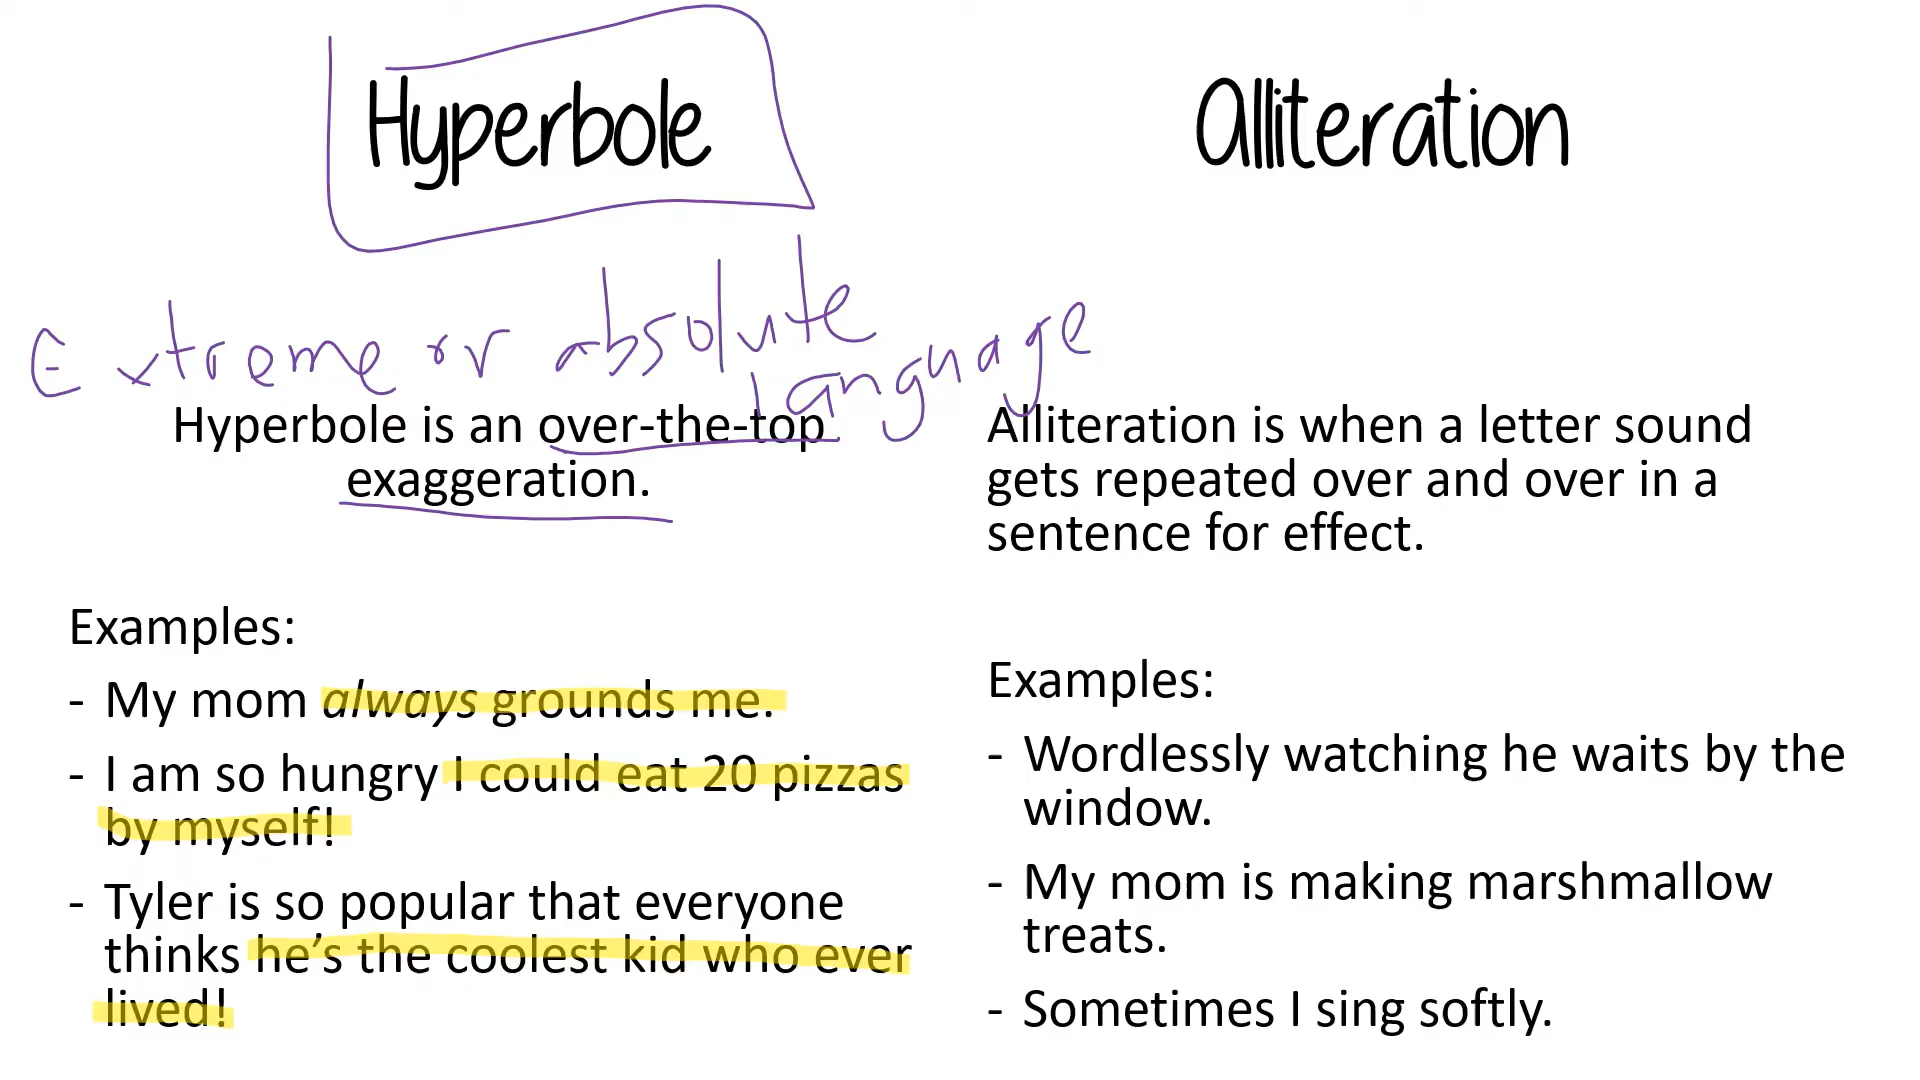 Hyperbole
Extreme or absolute
language
Hyperbole is an over-the-top
exaggeration.
Examples:
- My mom always grounds me.
- I am so hungry I could eat 20 pizzas
by myself!
- Tyler is so popular that everyone
thinks he’s the coolest kid who ever
lived!
Alliteration
Alliteration is when a letter sound
gets repeated over and over in a
sentence for effect.
Examples:
- Wordlessly watching he waits by the
window.
- My mom is making marshmallow
treats.
- Sometimes I sing softly.